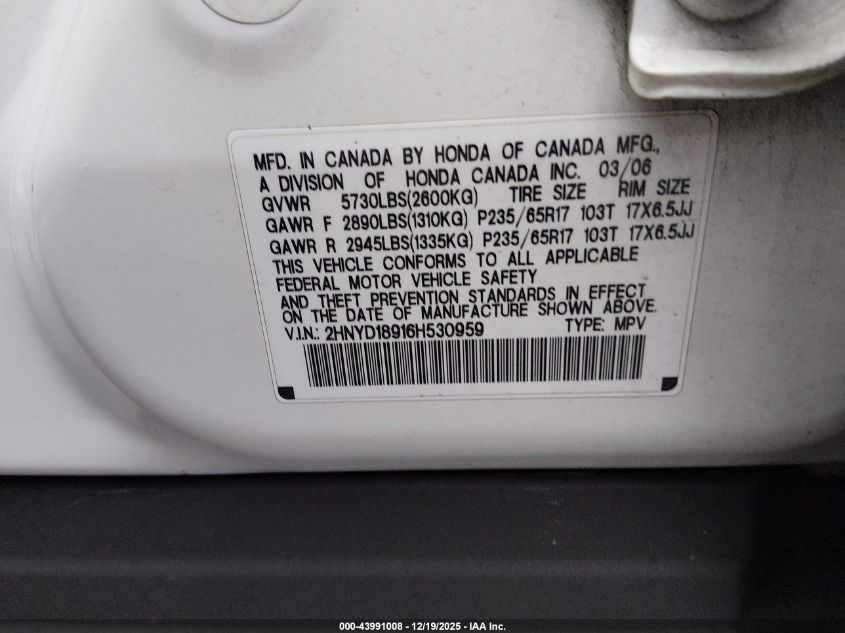 MFD. IN CANADA BY HONDA OF CANADA MFG.,
A DIVISION OF HONDA CANADA INC. 03/06
GVWR 5730LBS(2600KG) TIRE SIZE RIM SIZE
GAWR F 2890LBS(1310KG) P235/65R17 103T 17X6.5JJ
GAWR R 2945LBS(1335KG) P235/65R17 103T 17X6.5JJ
THIS VEHICLE CONFORMS TO ALL APPLICABLE
FEDERAL MOTOR VEHICLE SAFETY
AND THEFT PREVENTION STANDARDS IN EFFECT
ON THE DATE OF MANUFACTURE SHOWN ABOVE.
V.I.N.: 2HNYD18916H530959 TYPE: MPV
000-43991008 - 12/19/2025 - IAA Inc.